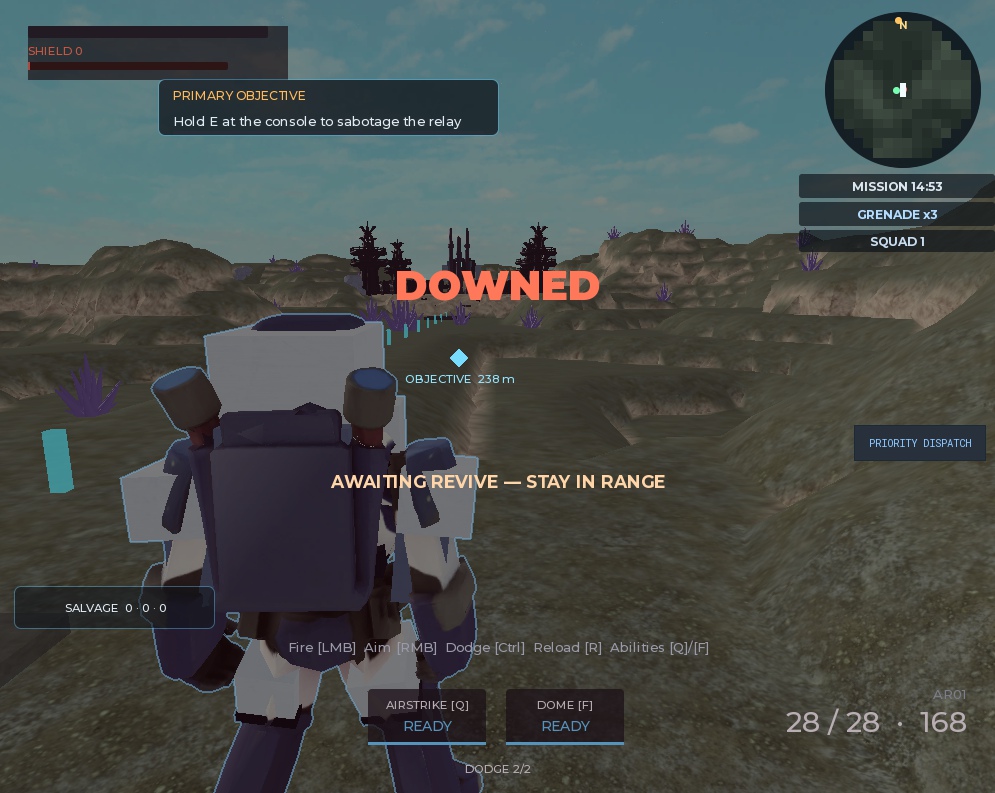 N
SHIELD 0
PRIMARY OBJECTIVE
Hold E at the console to sabotage the relay
MISSION 14:53
GRENADE x3
SQUAD 1
DOWNED
OBJECTIVE 238 m
PRIORITY DISPATCH
AWAITING REVIVE — STAY IN RANGE
SALVAGE 0 · 0 · 0
Fire [LMB] Aim [RMB] Dodge [Ctrl] Reload [R] Abilities [Q]/[F]
AIRSTRIKE [Q]
READY
DOME [F]
READY
AR01
28 / 28 · 168
DODGE 2/2